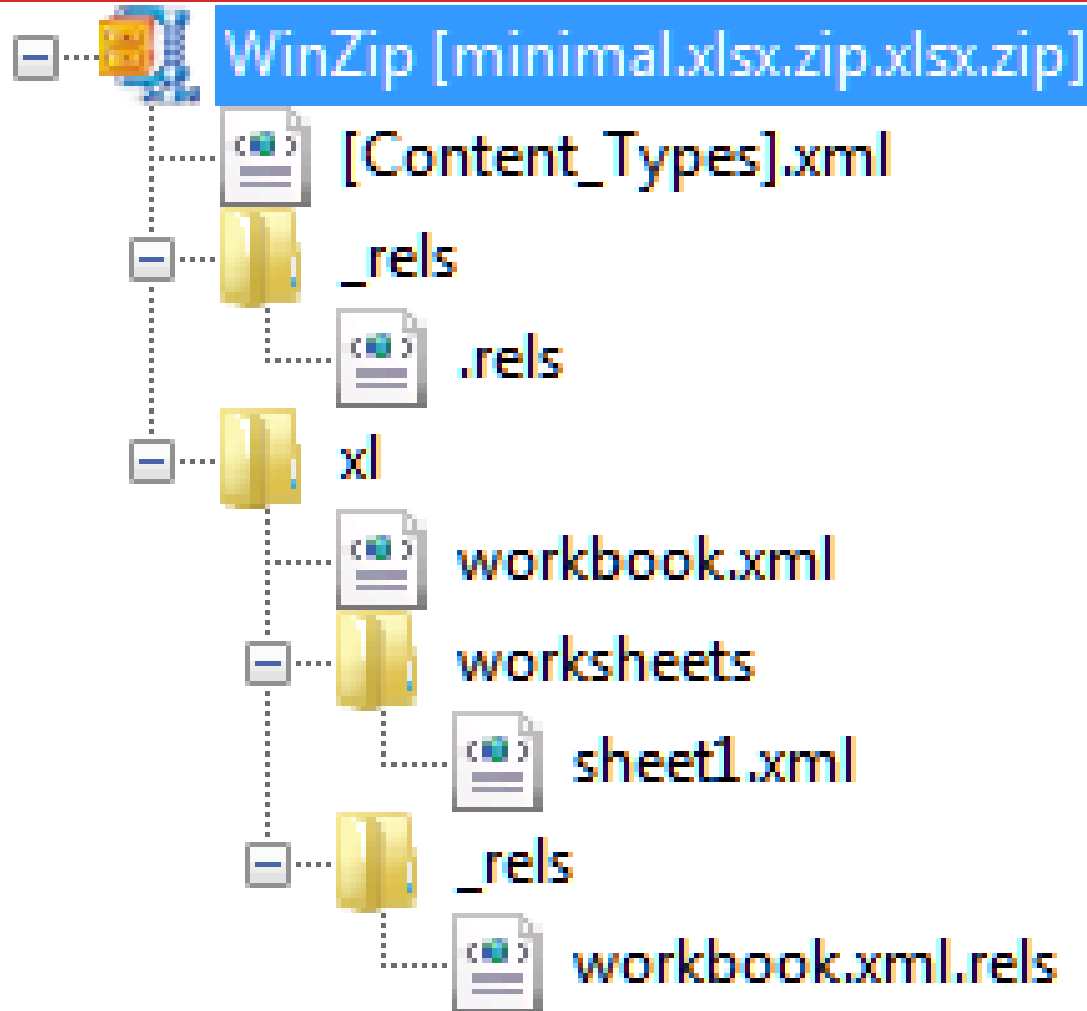 WinZip [minimal.xlsx.zip.xlsx.zip]
[Content_Types].xml
_rels
.rels
xl
workbook.xml
worksheets
sheet1.xml
_rels
workbook.xml.rels